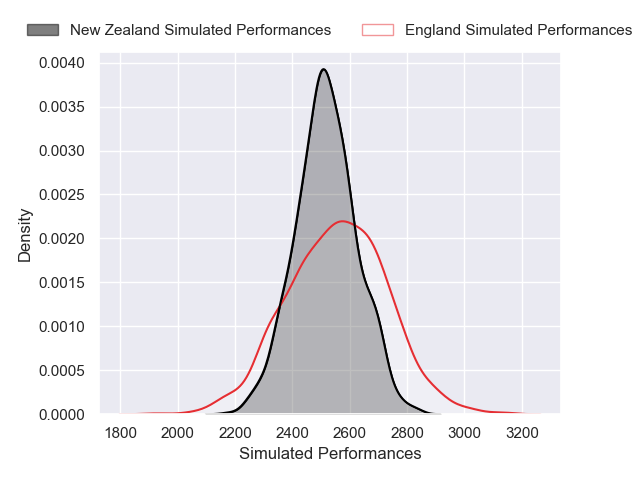 New Zealand Simulated Performances
England Simulated Performances
0.0040
0.0035
0.0030
0.0025
0.0020
0.0015
0.0010
0.0005
0.0000
Density
1800 2000 2200 2400 2600 2800 3000 3200
Simulated Performances